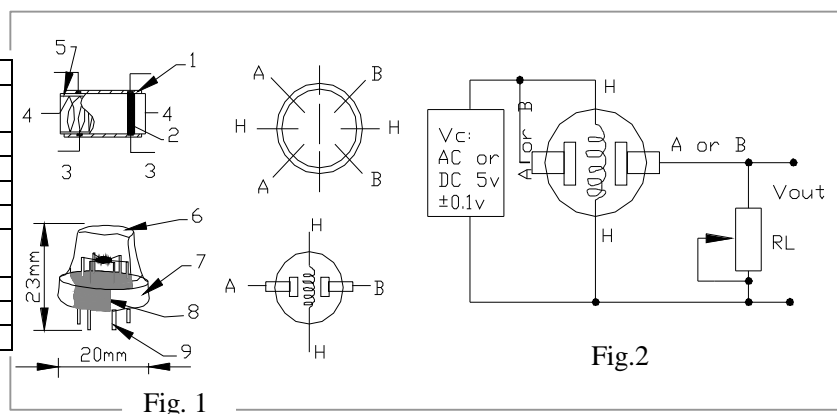 5
1
4
4
2
3
3
A
B
H
H
A
B
6
7
8
9
23mm
20mm
A
B
H
H
Fig. 1
Vc:
AC or
DC 5v
±0.1v
A or B
H
H
A or B
Vout
RL
Fig.2